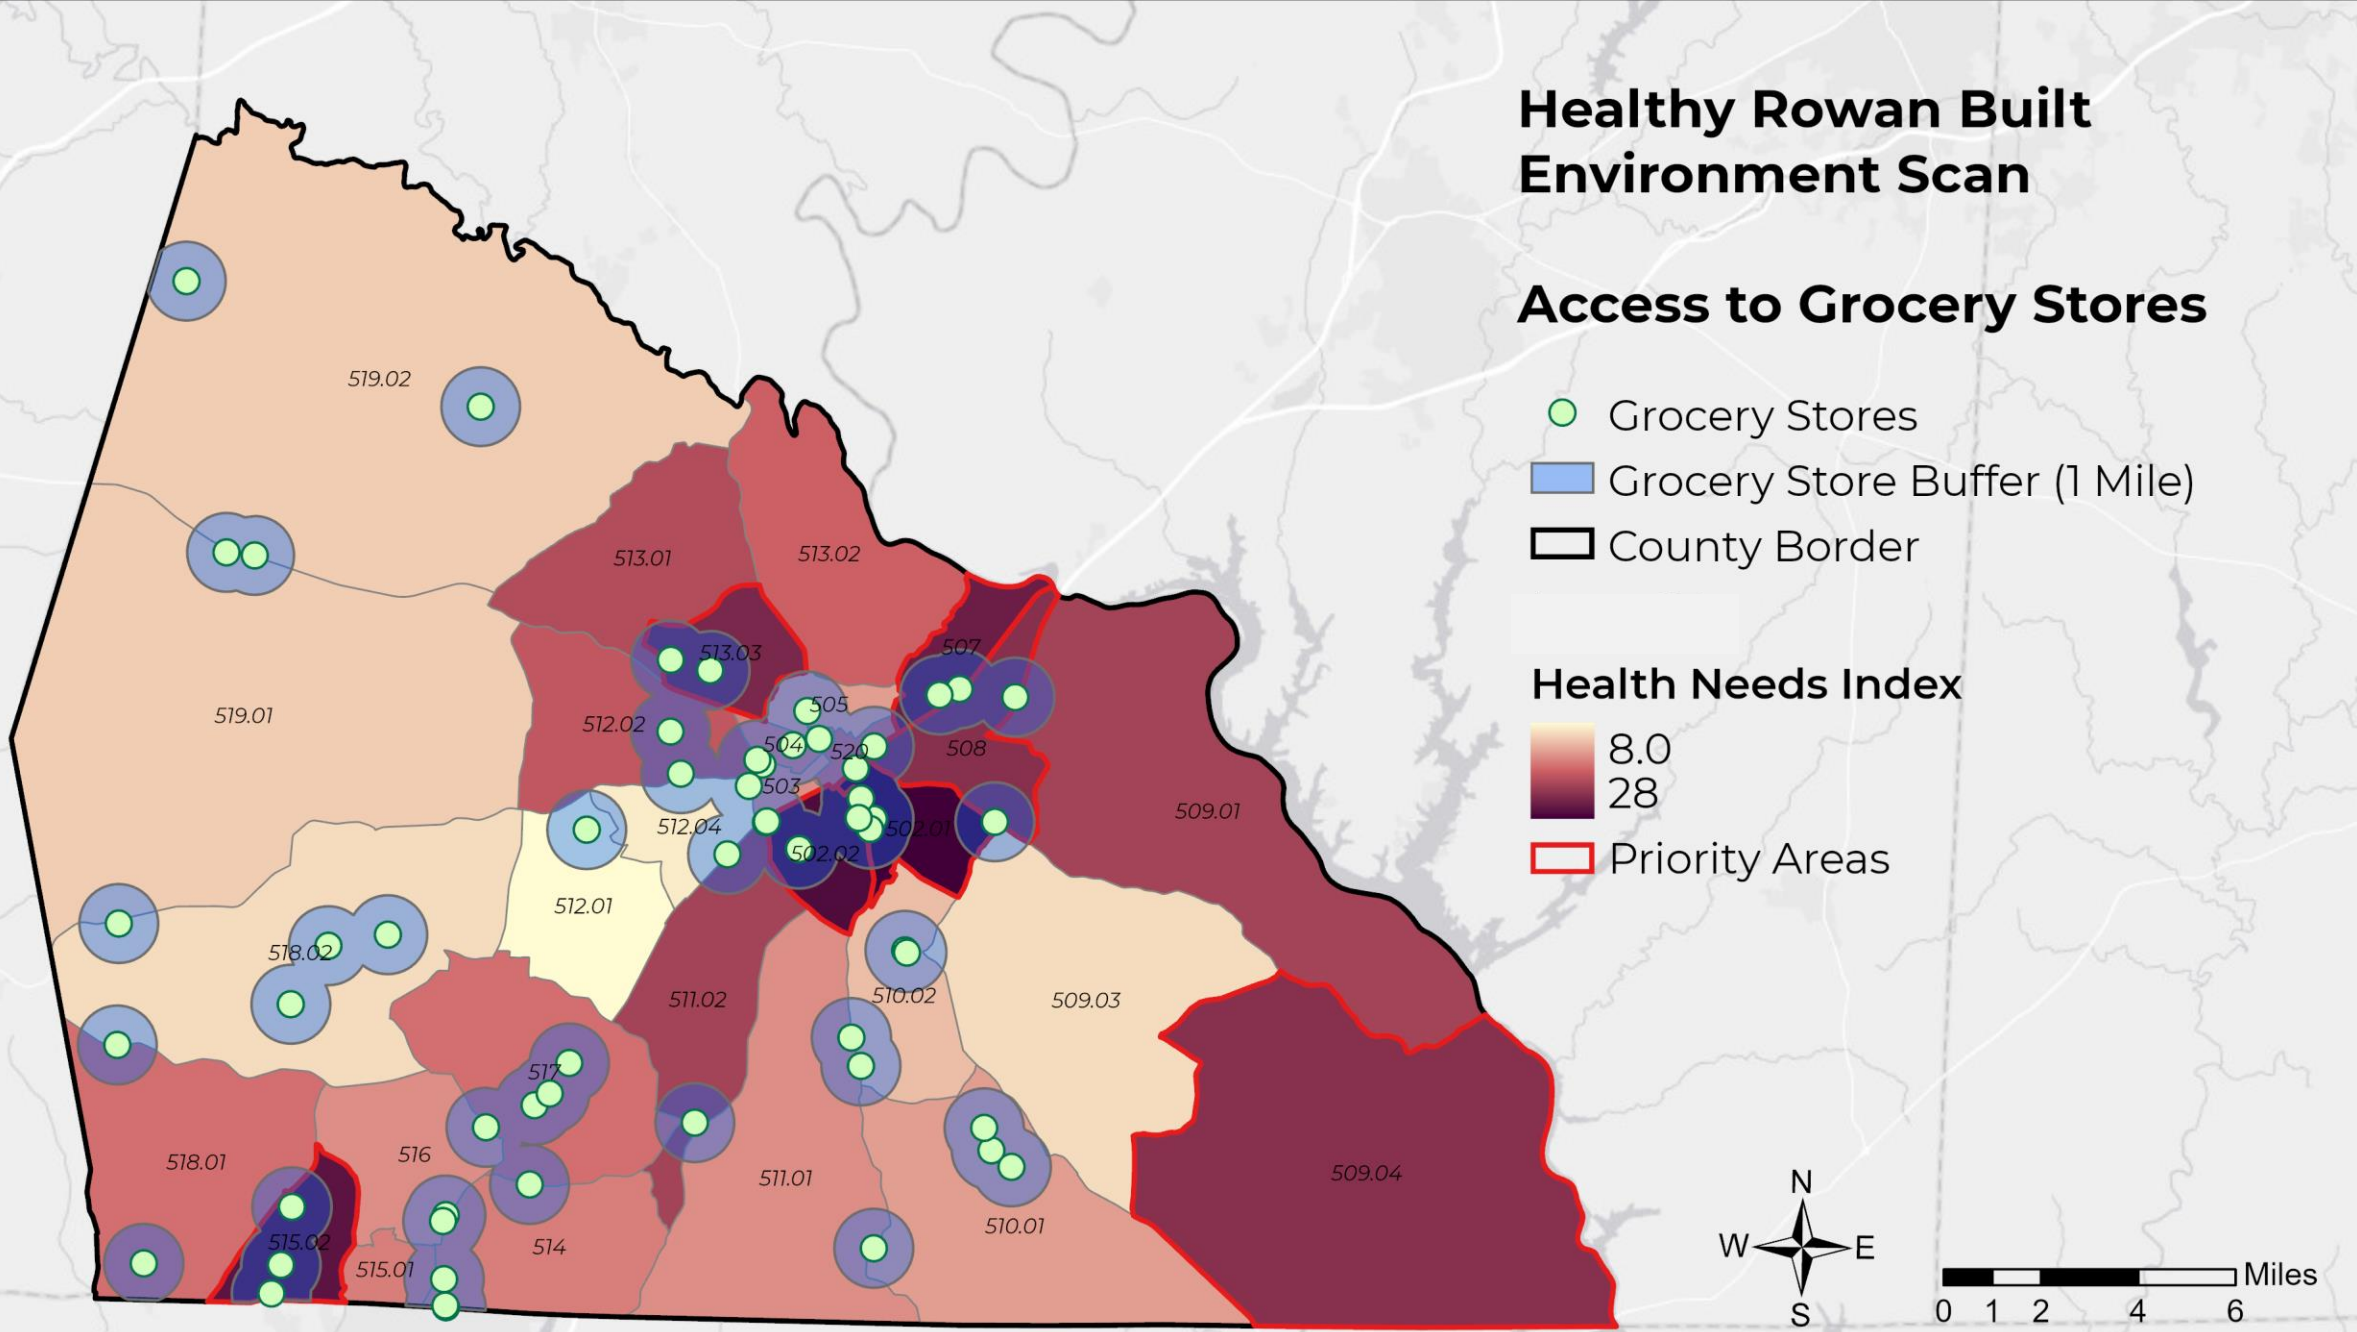 Healthy Rowan Built
Environment Scan
Access to Grocery Stores
Grocery Stores
Grocery Store Buffer (1 Mile)
County Border
Health Needs Index
8.0
28
Priority Areas
519.02
513.01
513.02
507
513.03
519.01
512.02
505
504
520
508
503
509.01
512.04
502.01
502.02
512.01
518.02
511.02
510.02
509.03
517
516
518.01
511.01
509.04
510.01
515.02
514
515.01
N
W E
S
Miles
0 1 2 4 6